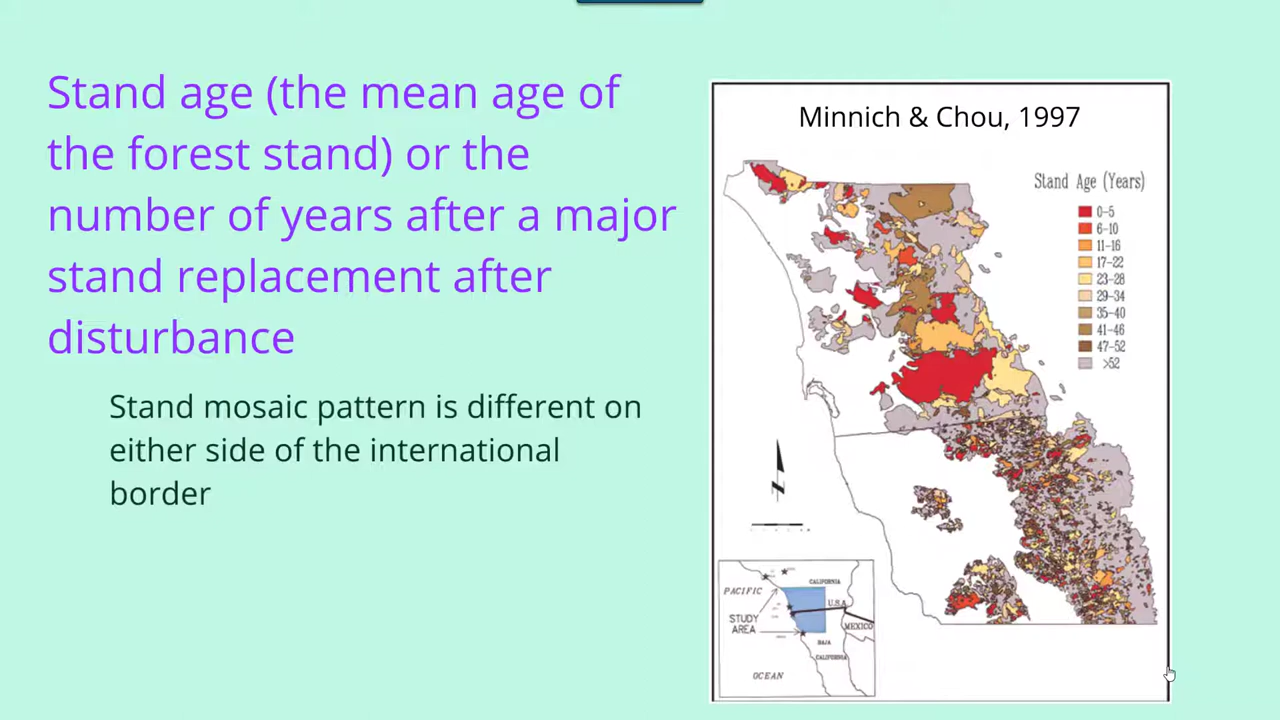 Stand age (the mean age of
the forest stand) or the
number of years after a major
stand replacement after
disturbance
Stand mosaic pattern is different on
either side of the international
border
Minnich & Chou, 1997
Stand Age (Years)
0-5
6-10
11-16
17-22
23-28
29-34
35-40
41-46
47-52
>52
N
CALIFORNIA
PACIFIC
U.S.A
STUDY
AREA
MEXICO
BAJA
CALIFORNIA
OCEAN